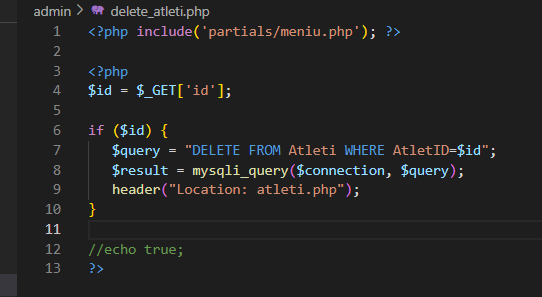 admin > delete_atleti.php
1 <?php include('partials/meniu.php'); ?>
2
3 <?php
4 $id = $_GET['id'];
5
6 if ($id) {
7 $query = "DELETE FROM Atleti WHERE AtletID=$id";
8 $result = mysqli_query($connection, $query);
9 header("Location: atleti.php");
10 }
11
12 //echo true;
13 ?>